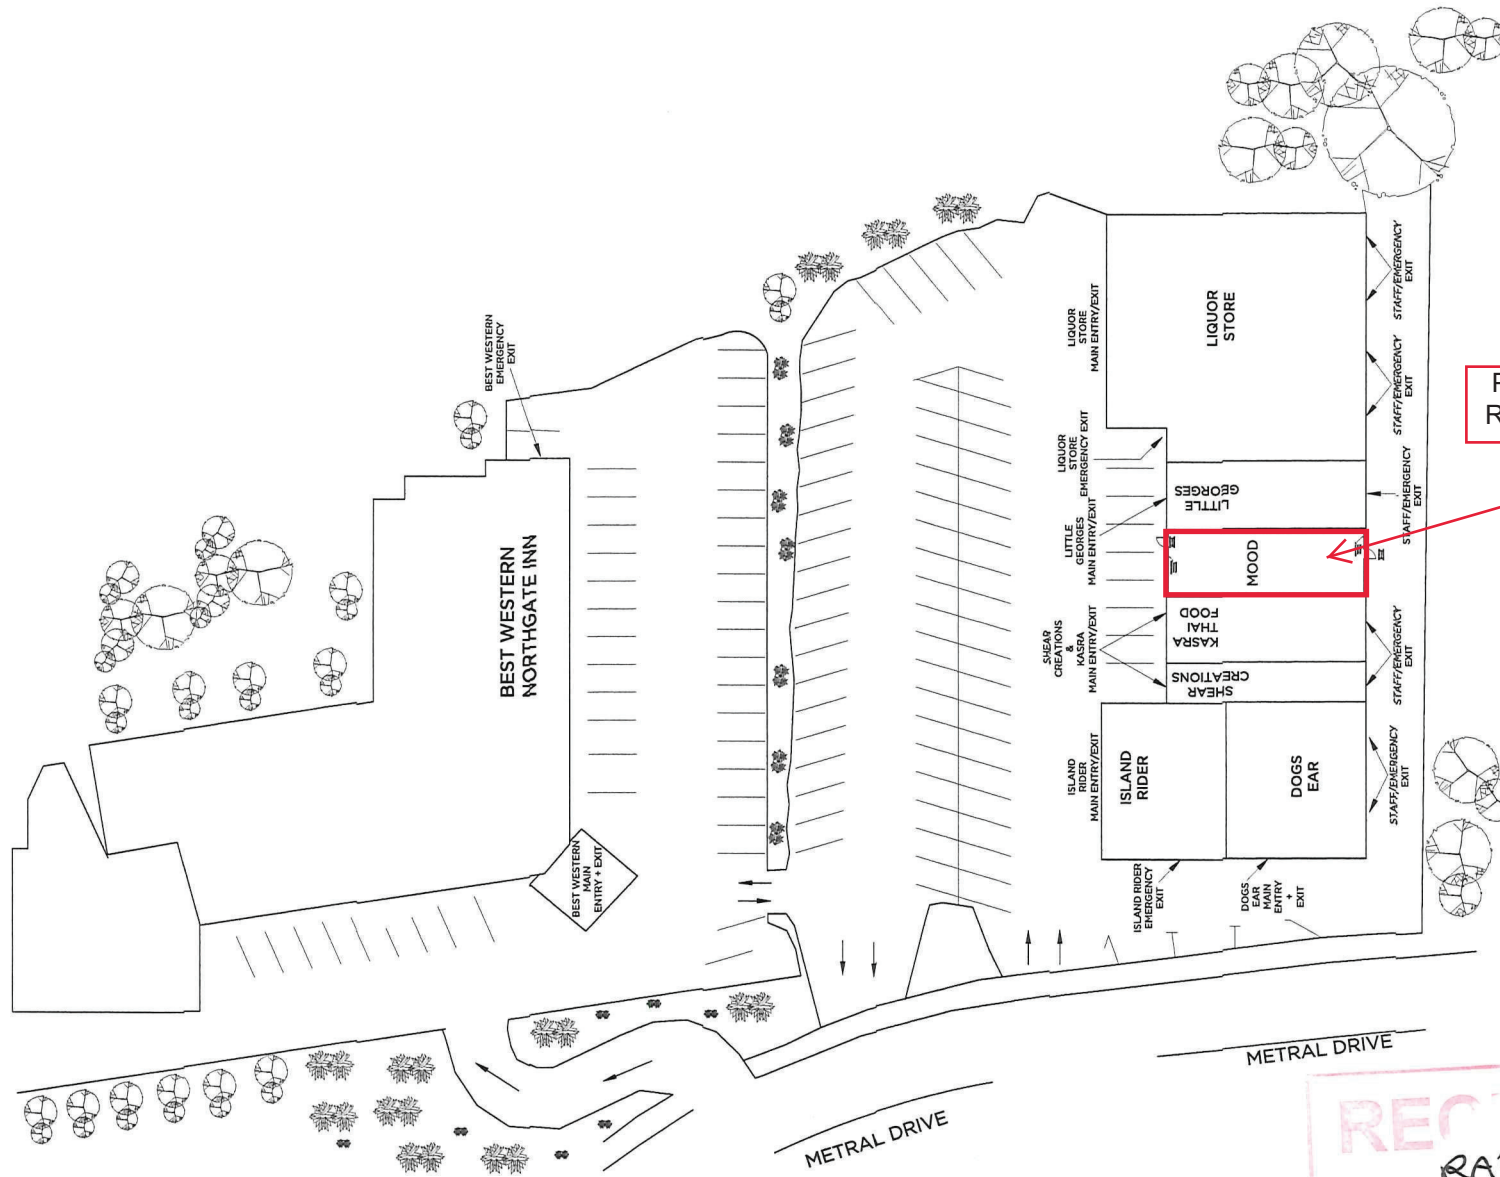 BEST WESTERN
EMERGENCY
EXIT
BEST WESTERN
NORTHGATE INN
BEST WESTERN
MAIN
ENTRY + EXIT
LIQUOR
STORE
MAIN ENTRY/EXIT
LIQUOR
STORE
STAFF/EMERGENCY
EXIT
STAFF/EMERGENCY
EXIT
LIQUOR
STORE
EMERGENCY EXIT
LITTLE
GEORGES
STAFF/EMERGENCY
EXIT
LITTLE
GEORGES
MAIN ENTRY/EXIT
MOOD
SHEAR
CREATIONS
&
KASRA
MAIN ENTRY/EXIT
KASRA
THAI
FOOD
STAFF/EMERGENCY
EXIT
SHEAR
CREATIONS
ISLAND
RIDER
MAIN ENTRY/EXIT
ISLAND
RIDER
DOGS
EAR
STAFF/EMERGENCY
EXIT
ISLAND RIDER
EMERGENCY
EXIT
DOGS
EAR
MAIN
ENTRY
+
EXIT
METRAL DRIVE
METRAL DRIVE